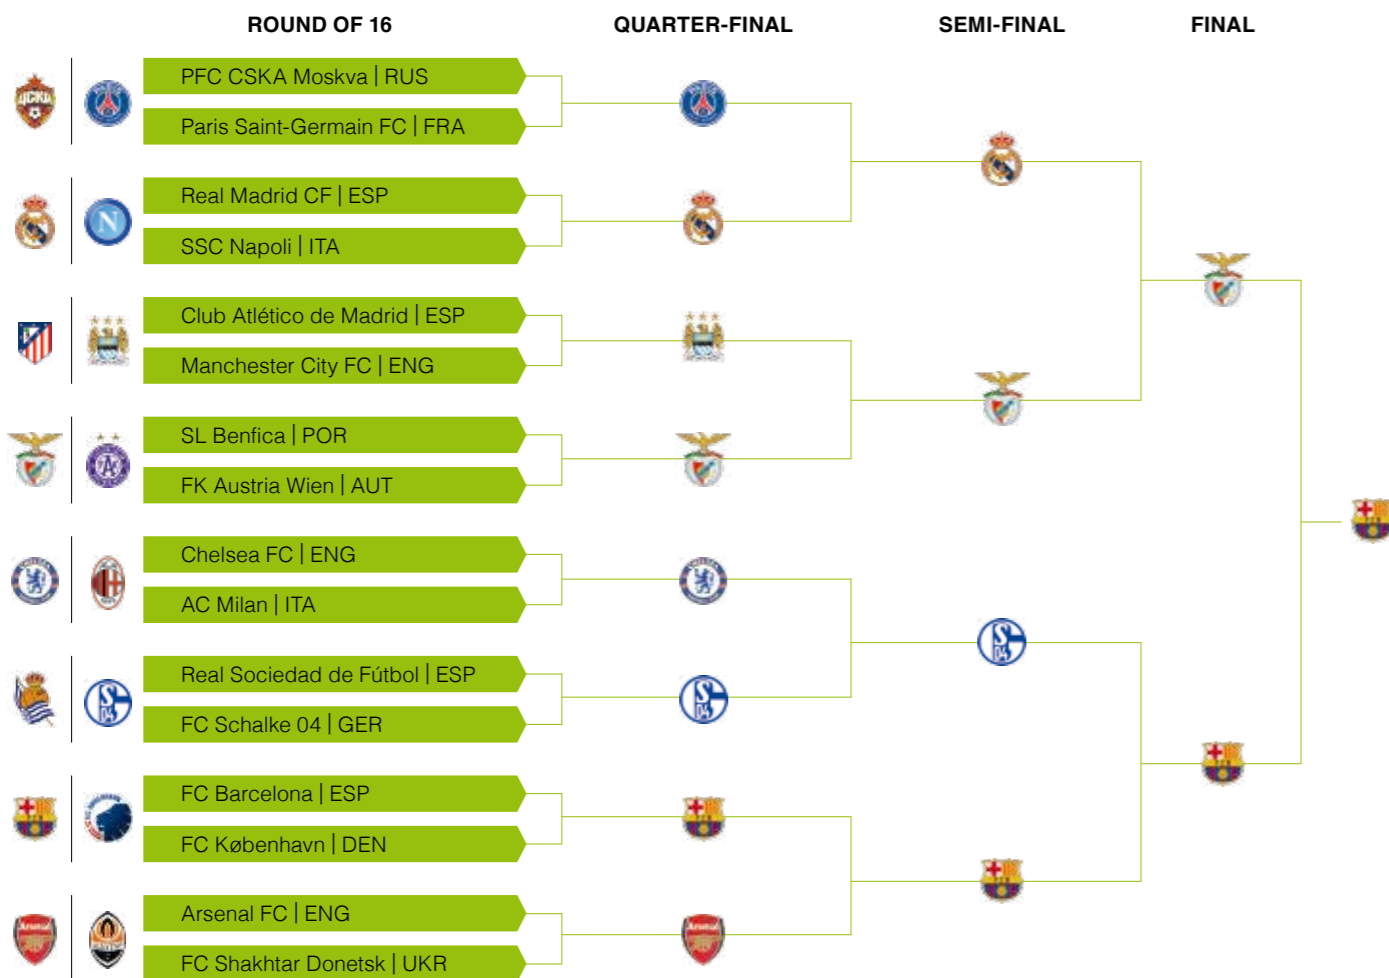 ROUND OF 16 QUARTER-FINAL SEMI-FINAL FINAL
PFC CSKA Moskva | RUS
Paris Saint-Germain FC | FRA
Real Madrid CF | ESP
SSC Napoli | ITA
Club Atlético de Madrid | ESP
Manchester City FC | ENG
SL Benfica | POR
FK Austria Wien | AUT
Chelsea FC | ENG
AC Milan | ITA
Real Sociedad de Fútbol | ESP
FC Schalke 04 | GER
FC Barcelona | ESP
FC København | DEN
Arsenal FC | ENG
FC Shakhtar Donetsk | UKR